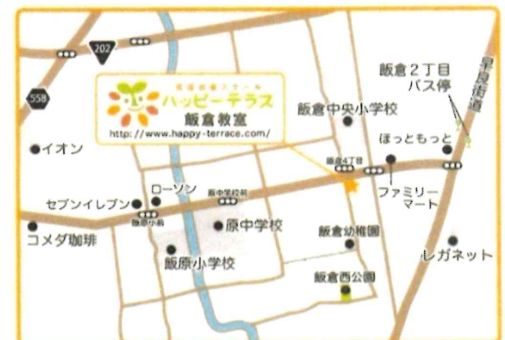 202
558
飯倉2丁目
バス停
早良街道
発達障害スクール
ハッピーテラス
飯倉教室
http://www.happy-terrace.com/
飯倉中央小学校
ほっともっと
イオン
飯倉4丁目
ファミリー
マート
セブンイレブン
ローソン
原中学校前
飯原小前
コメダ珈琲
原中学校
飯原小学校
飯倉幼稚園
レガネット
飯倉西公園